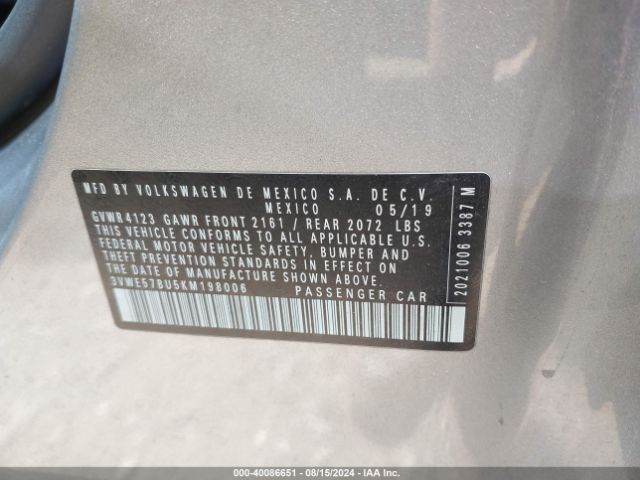 MFD BY VOLKSWAGEN DE MEXICO S.A. DE C.V.
MEXICO 05/19
GVWR 4123 GAWR FRONT 2161 / REAR 2072 LBS
THIS VEHICLE CONFORMS TO ALL APPLICABLE U.S.
FEDERAL MOTOR VEHICLE SAFETY, BUMPER AND
THEFT PREVENTION STANDARDS IN EFFECT ON
THE DATE OF MANUFACTURE SHOWN ABOVE.
3VWE57BU5KM198006 PASSENGER CAR
2021006 3387 M
000-40086651 - 08/15/2024 - IAA Inc.